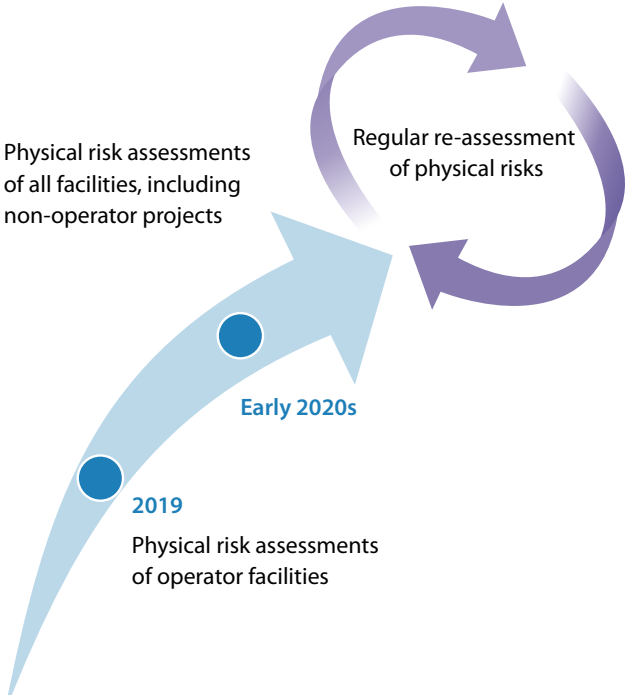 Regular re-assessment
of physical risks
Physical risk assessments
of all facilities, including
non-operator projects
Early 2020s
2019
Physical risk assessments
of operator facilities